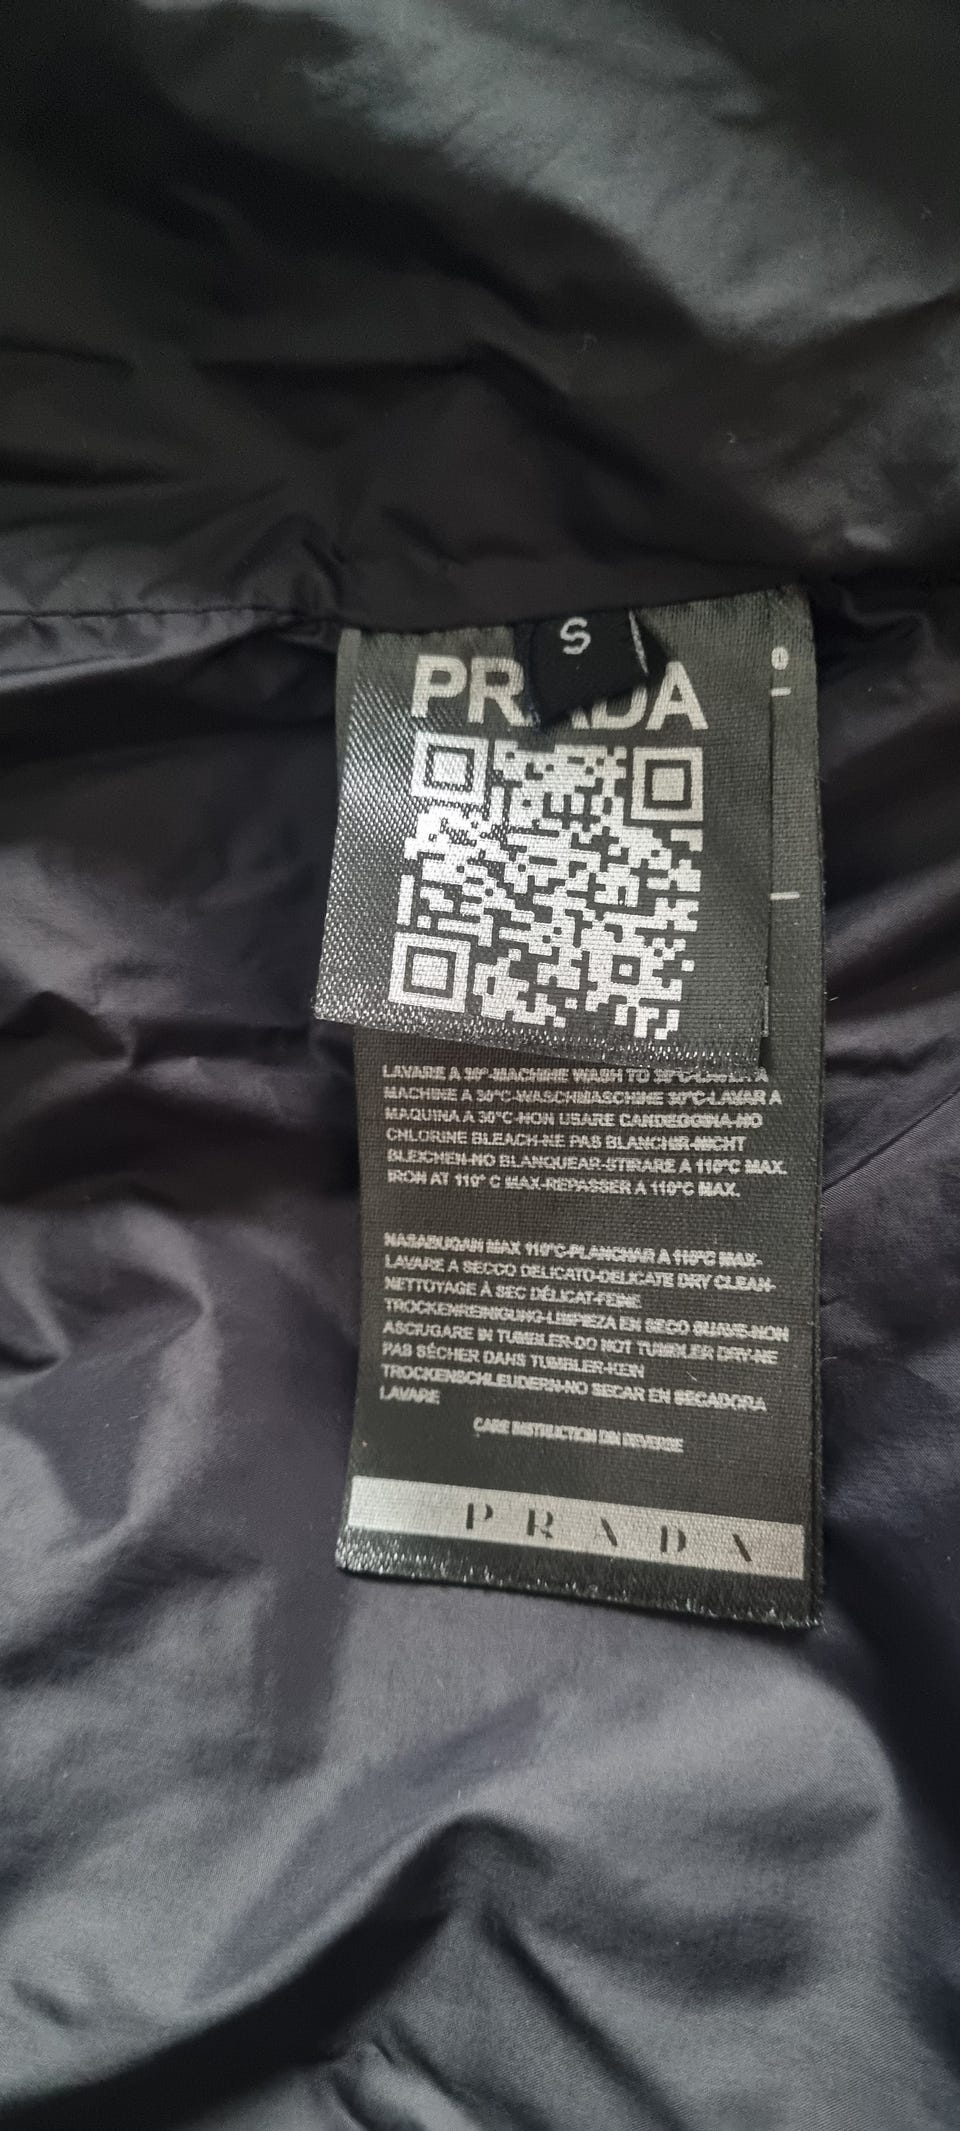 S
PRADA
LAVARE A 30°-MACHINE WASH TO 30°C-LAVER A
MACHINE A 30°C-WASCHMASCHINE 30°C-LAVAR A
MAQUINA A 30°C-NON USARE CANDEGGINA-NO
CHLORINE BLEACH-NE PAS BLANCHIR-NICHT
BLEICHEN-NO BLANQUEAR-STIRARE A 110°C MAX.
IRON AT 110° C MAX-REPASSER A 110°C MAX.
NASABUGAN MAX 110°C-PLANCHAR A 110°C MAX-
LAVARE A SECCO DELICATO-DELICATE DRY CLEAN-
NETTOYAGE À SEC DÉLICAT-FEINE
TROCKENREINIGUNG-LIMPIEZA EN SECO SUAVE-NON
ASCIUGARE IN TUMBLER-DO NOT TUMBLER DRY-NE
PAS SÉCHER DANS TUMBLER-KEIN
TROCKENSCHLEUDERN-NO SECAR EN SECADORA
LAVARE
CARE INSTRUCTION ON REVERSE
PRADA